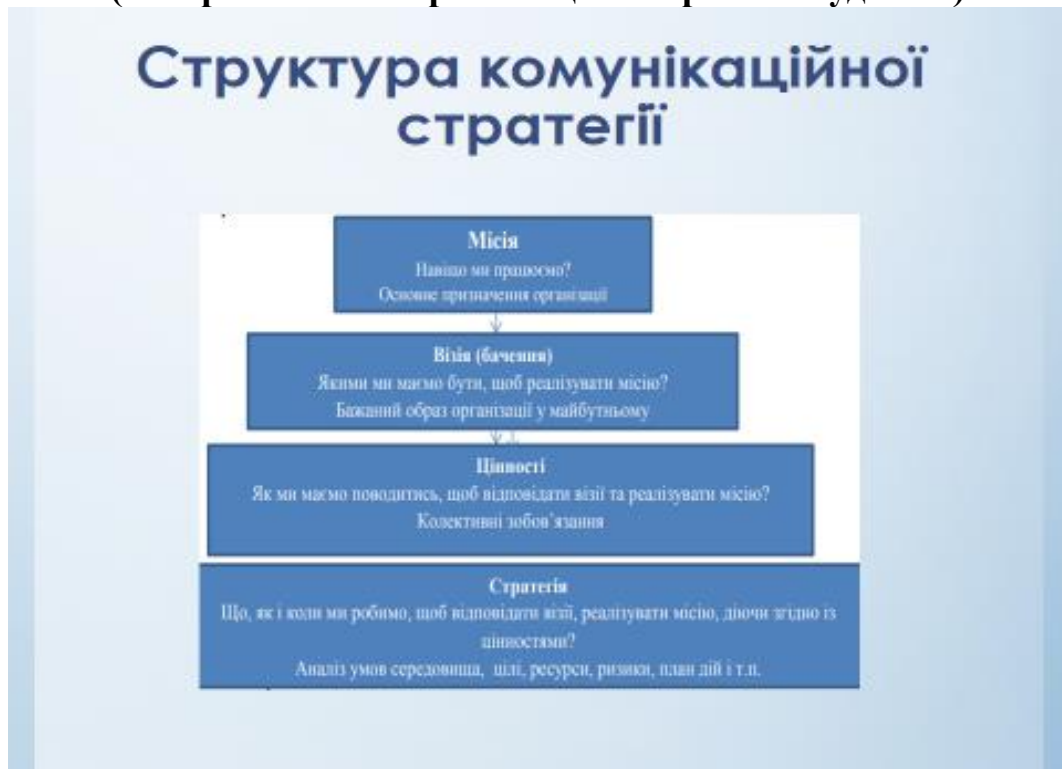 Структура комунікаційної
стратегії
Місія
Навіщо ми працюємо?
Основне призначення організації
Візія (бачення)
Якими ми маємо бути, щоб реалізувати місію?
Бажаний образ організації у майбутньому
Цінності
Як ми маємо поводитись, щоб відповідати візії та реалізувати місію?
Колективні зобов’язання
Стратегія
Що, як і коли ми робимо, щоб відповідати візії, реалізувати місію, діючи згідно із
цінностями?
Аналіз умов середовища, цілі, ресурси, ризики, план дій і т.п.